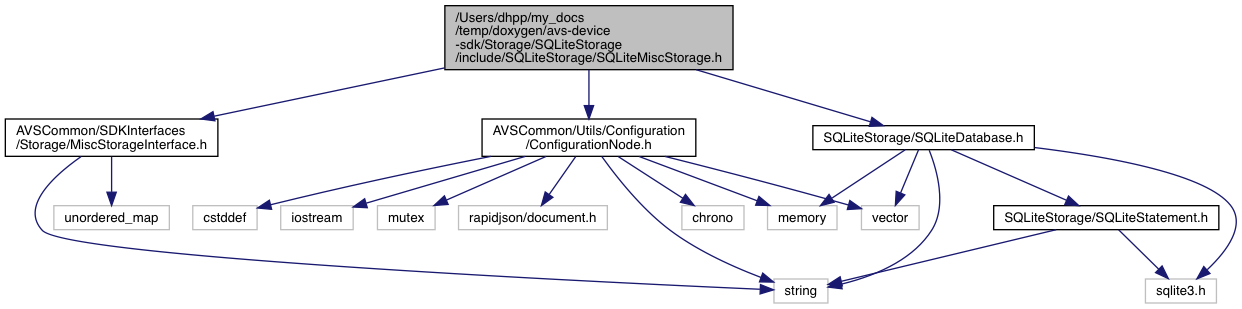 /Users/dhpp/my_docs
/temp/doxygen/avs-device
-sdk/Storage/SQLiteStorage
/include/SQLiteStorage/SQLiteMiscStorage.h
AVSCommon/SDKInterfaces
/Storage/MiscStorageInterface.h
AVSCommon/Utils/Configuration
/ConfigurationNode.h
SQLiteStorage/SQLiteDatabase.h
unordered_map
cstddef
iostream
mutex
rapidjson/document.h
chrono
memory
vector
SQLiteStorage/SQLiteStatement.h
string
sqlite3.h